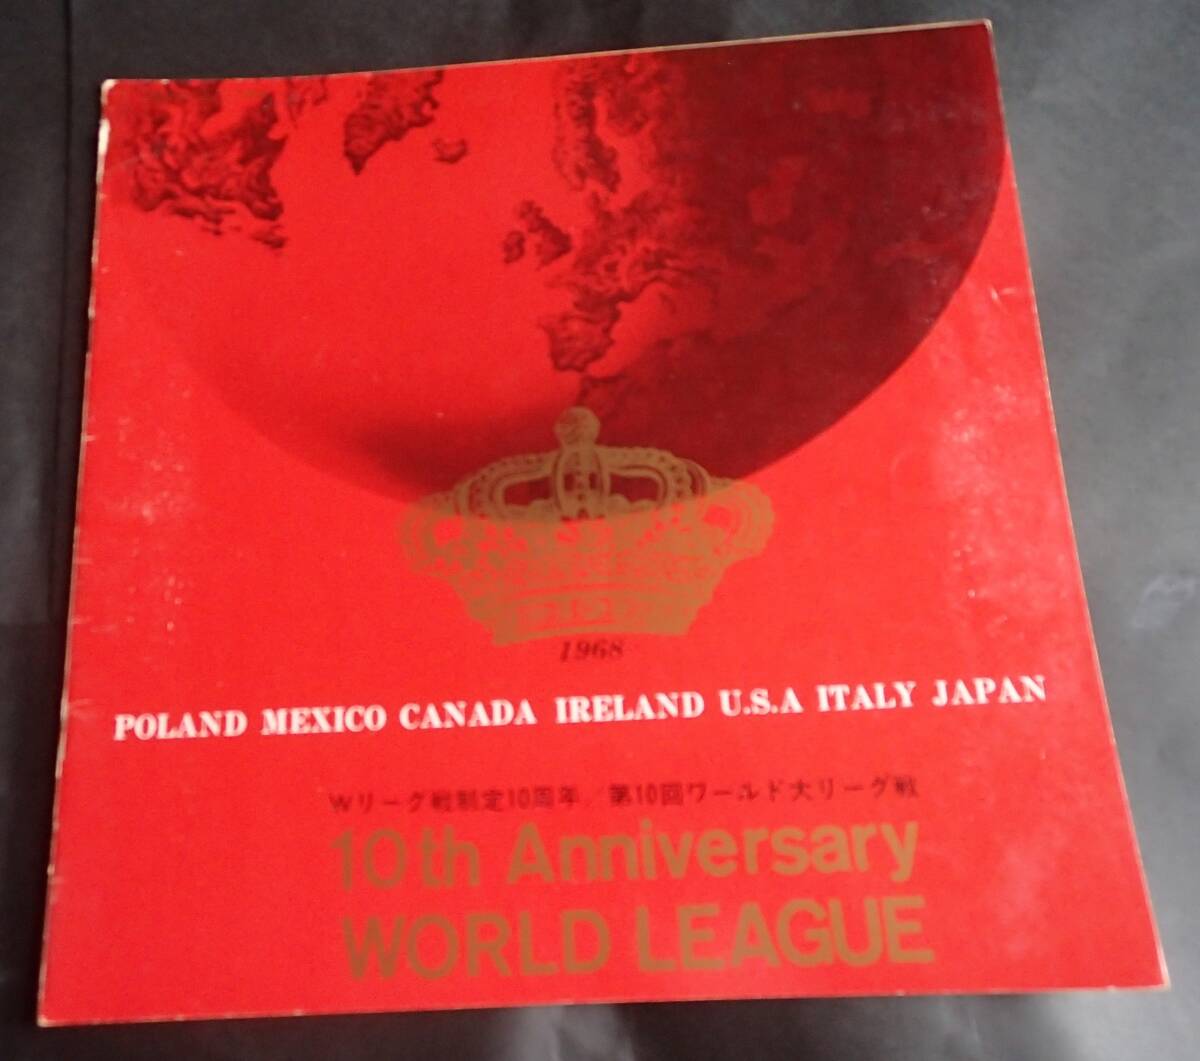 1968
POLAND MEXICO CANADA IRELAND U.S.A ITALY JAPAN
Wリーグ戦制定10周年/第10回ワールド大リーグ戦
10th Anniversary
WORLD LEAGUE